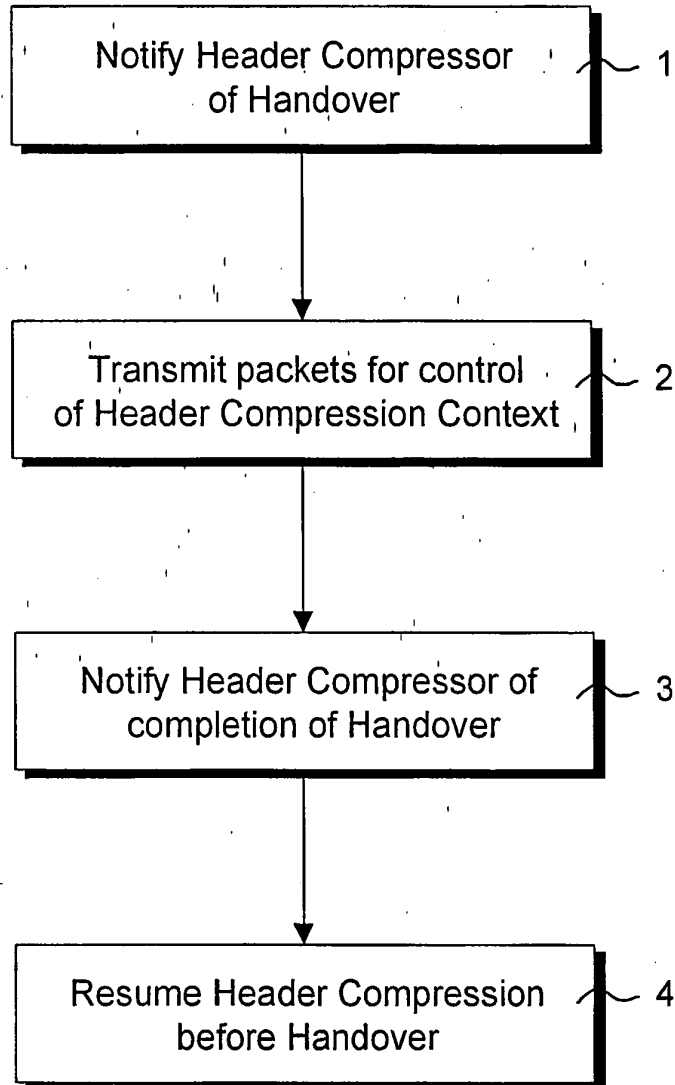 Notify Header Compressor
of Handover
1
Transmit packets for control
of Header Compression Context
2
Notify Header Compressor of
completion of Handover
3
Resume Header Compression
before Handover
4